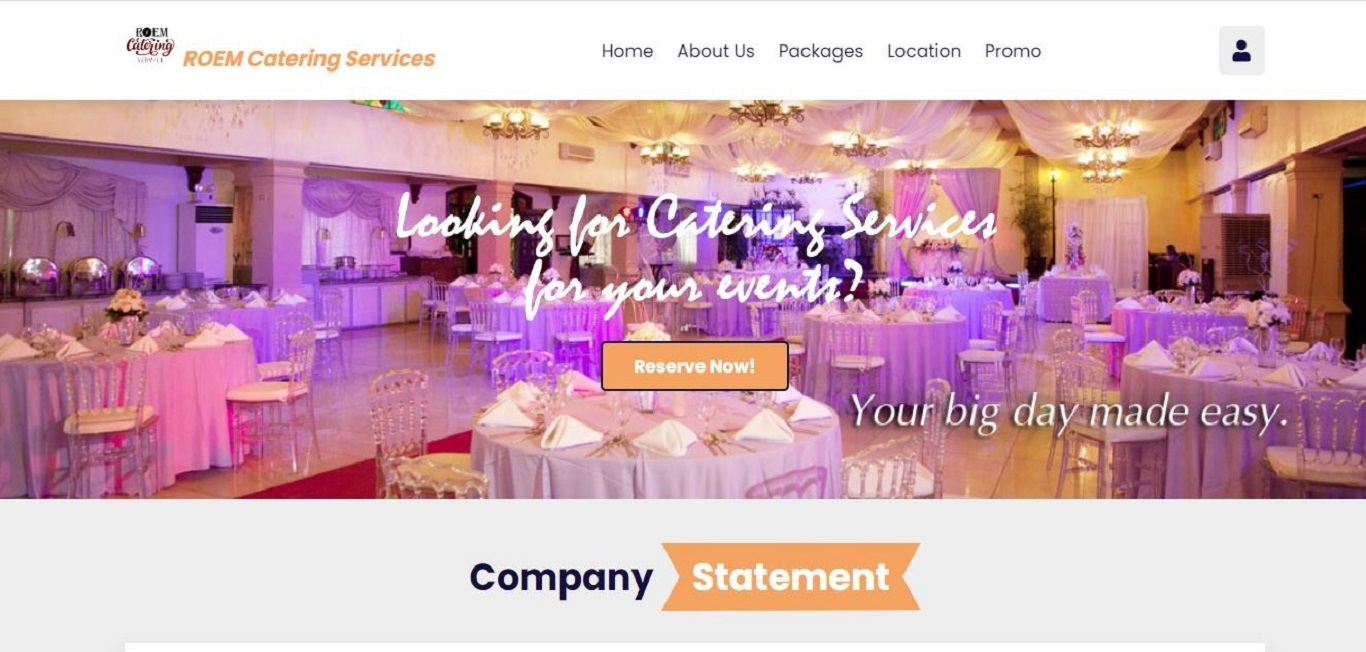 ROEM
Catering
SERVICE
ROEM Catering Services
Home
About Us
Packages
Location
Promo
Looking for Catering Services
for your events?
Reserve Now!
Your big day made easy.
Company Statement